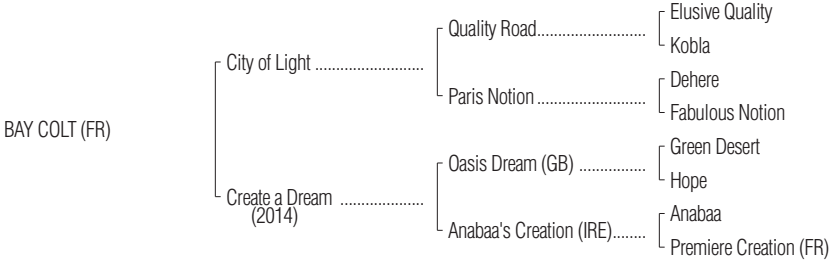 Elusive Quality
Quality Road..........................
Kobla
City of Light ..........................
Dehere
Paris Notion ..........................
Fabulous Notion
BAY COLT (FR)
Green Desert
Oasis Dream (GB) ................
Hope
Create a Dream ....................
(2014)
Anabaa
Anabaa's Creation (IRE)........
Premiere Creation (FR)